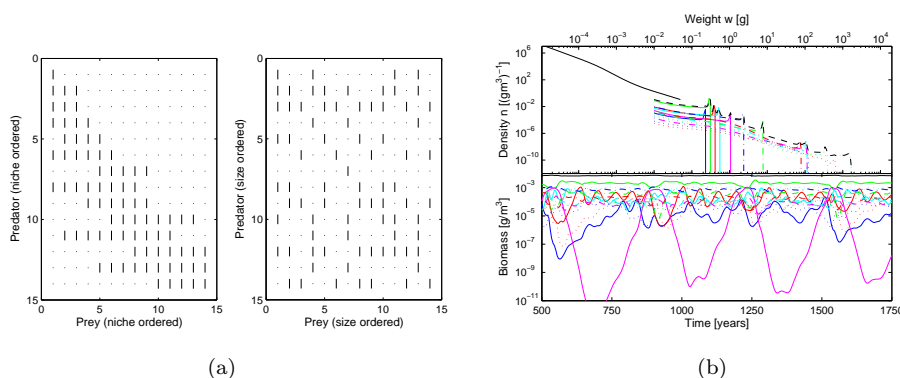 Weight w [g]
10^-4 10^-3 10^-2 10^-1 10^0 10^1 10^2 10^3 10^4
0 0
5 5
10 10
15 15
0 5 10 15 0 5 10 15
Predator (niche ordered)
Predator (size ordered)
Prey (niche ordered) Prey (size ordered)
Density n [(gm³)^-1]
10^6
10^2
10^-2
10^-6
10^-10
Biomass [g/m³]
10^-3
10^-5
10^-7
10^-9
10^-11
500 750 1000 1250 1500 1750
Time [years]
(a) (b)